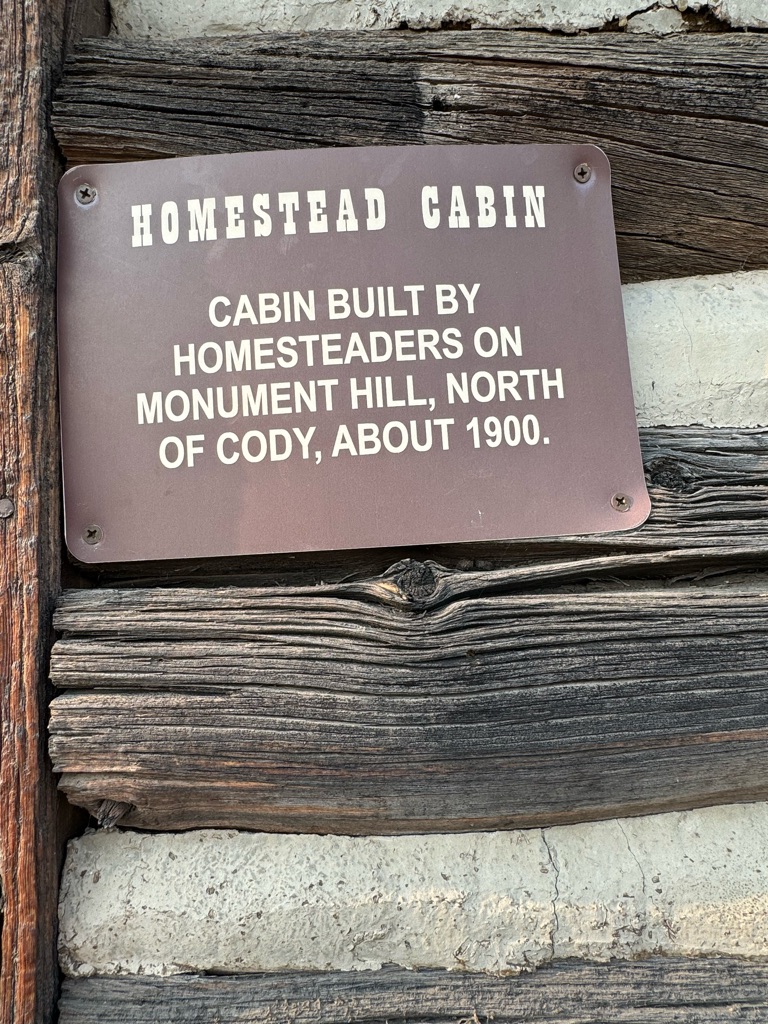 HOMESTEAD CABIN
CABIN BUILT BY
HOMESTEADERS ON
MONUMENT HILL, NORTH
OF CODY, ABOUT 1900.